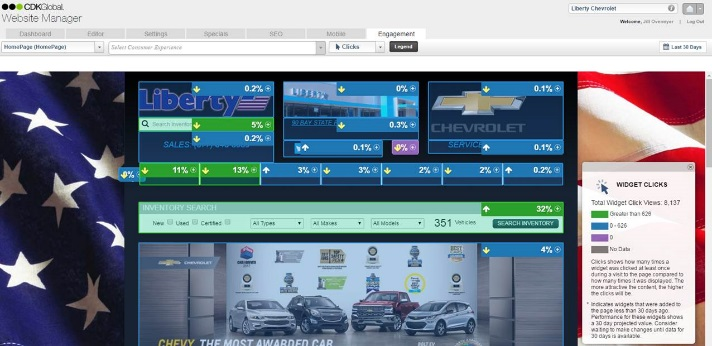 CDKGlobal.
Website Manager
Liberty Chevrolet
Welcome, Jill Overmeyer | Log Out
Dashboard Editor Settings Specials SEO Mobile Engagement
HomePage (HomePage) Select Consumer Experience Clicks Legend Last 30 Days
0.2% 0% 0.1%
Liberty
Search Inventory 5% 0.3%
50 BAY STATE
CHEVROLET
0.2%
SALES
0.1% 0%
SERVICE
0.1%
0% 11% 13% 3% 3% 2% 2% 0.2%
INVENTORY SEARCH 32%
New Used Certified All Types All Makes All Models 351 Vehicles SEARCH INVENTORY
4%
CHEVROLET
CHEVY THE MOST AWARDED CAR
WIDGET CLICKS
Total Widget Click Views: 8,137
Greater than 626
0 - 626
0
No Data
Clicks shows how many times a
widget was clicked at least once
during a visit to the page compared to
how many times it was displayed. The
more attractive the content, the higher
the clicks will be.
* Indicates widgets that were added to
the page less than 30 days ago.
Performance for these widgets shows
a 30 day projected value. Consider
waiting to make changes until data for
30 days is available.